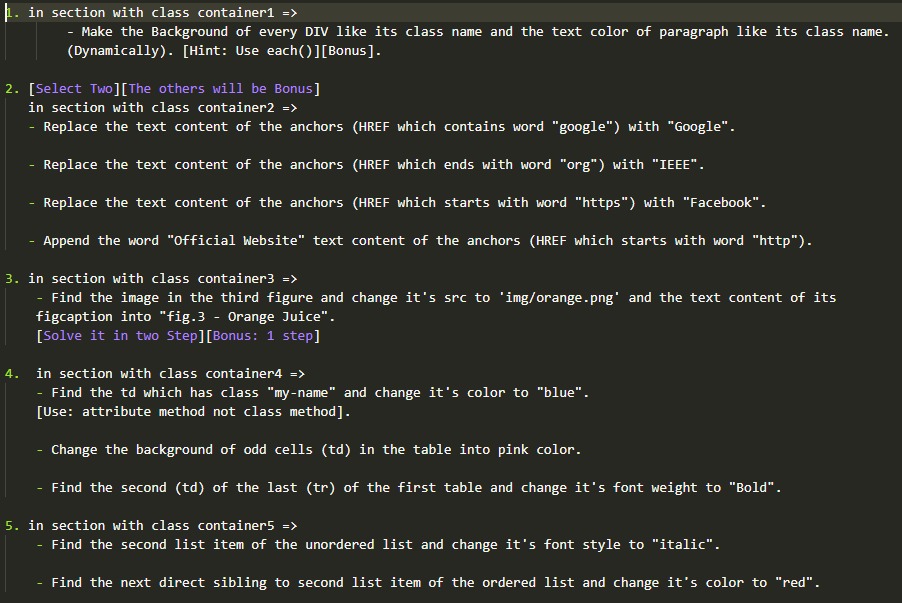 1. in section with class container1 =>
- Make the Background of every DIV like its class name and the text color of paragraph like its class name.
(Dynamically). [Hint: Use each()][Bonus].
2. [Select Two][The others will be Bonus]
in section with class container2 =>
- Replace the text content of the anchors (HREF which contains word "google") with "Google".
- Replace the text content of the anchors (HREF which ends with word "org") with "IEEE".
- Replace the text content of the anchors (HREF which starts with word "https") with "Facebook".
- Append the word "Official Website" text content of the anchors (HREF which starts with word "http").
3. in section with class container3 =>
- Find the image in the third figure and change it's src to 'img/orange.png' and the text content of its
figcaption into "fig.3 - Orange Juice".
[Solve it in two Step][Bonus: 1 step]
4. in section with class container4 =>
- Find the td which has class "my-name" and change it's color to "blue".
[Use: attribute method not class method].
- Change the background of odd cells (td) in the table into pink color.
- Find the second (td) of the last (tr) of the first table and change it's font weight to "Bold".
5. in section with class container5 =>
- Find the second list item of the unordered list and change it's font style to "italic".
- Find the next direct sibling to second list item of the ordered list and change it's color to "red".